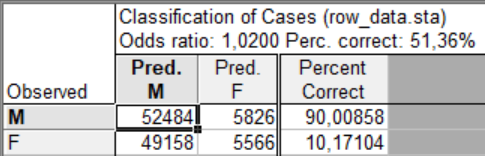 Classification of Cases (row_data.sta)
Odds ratio: 1,0200 Perc. correct: 51,36%
Observed Pred. M Pred. F Percent Correct
M 52484 5826 90,00858
F 49158 5566 10,17104